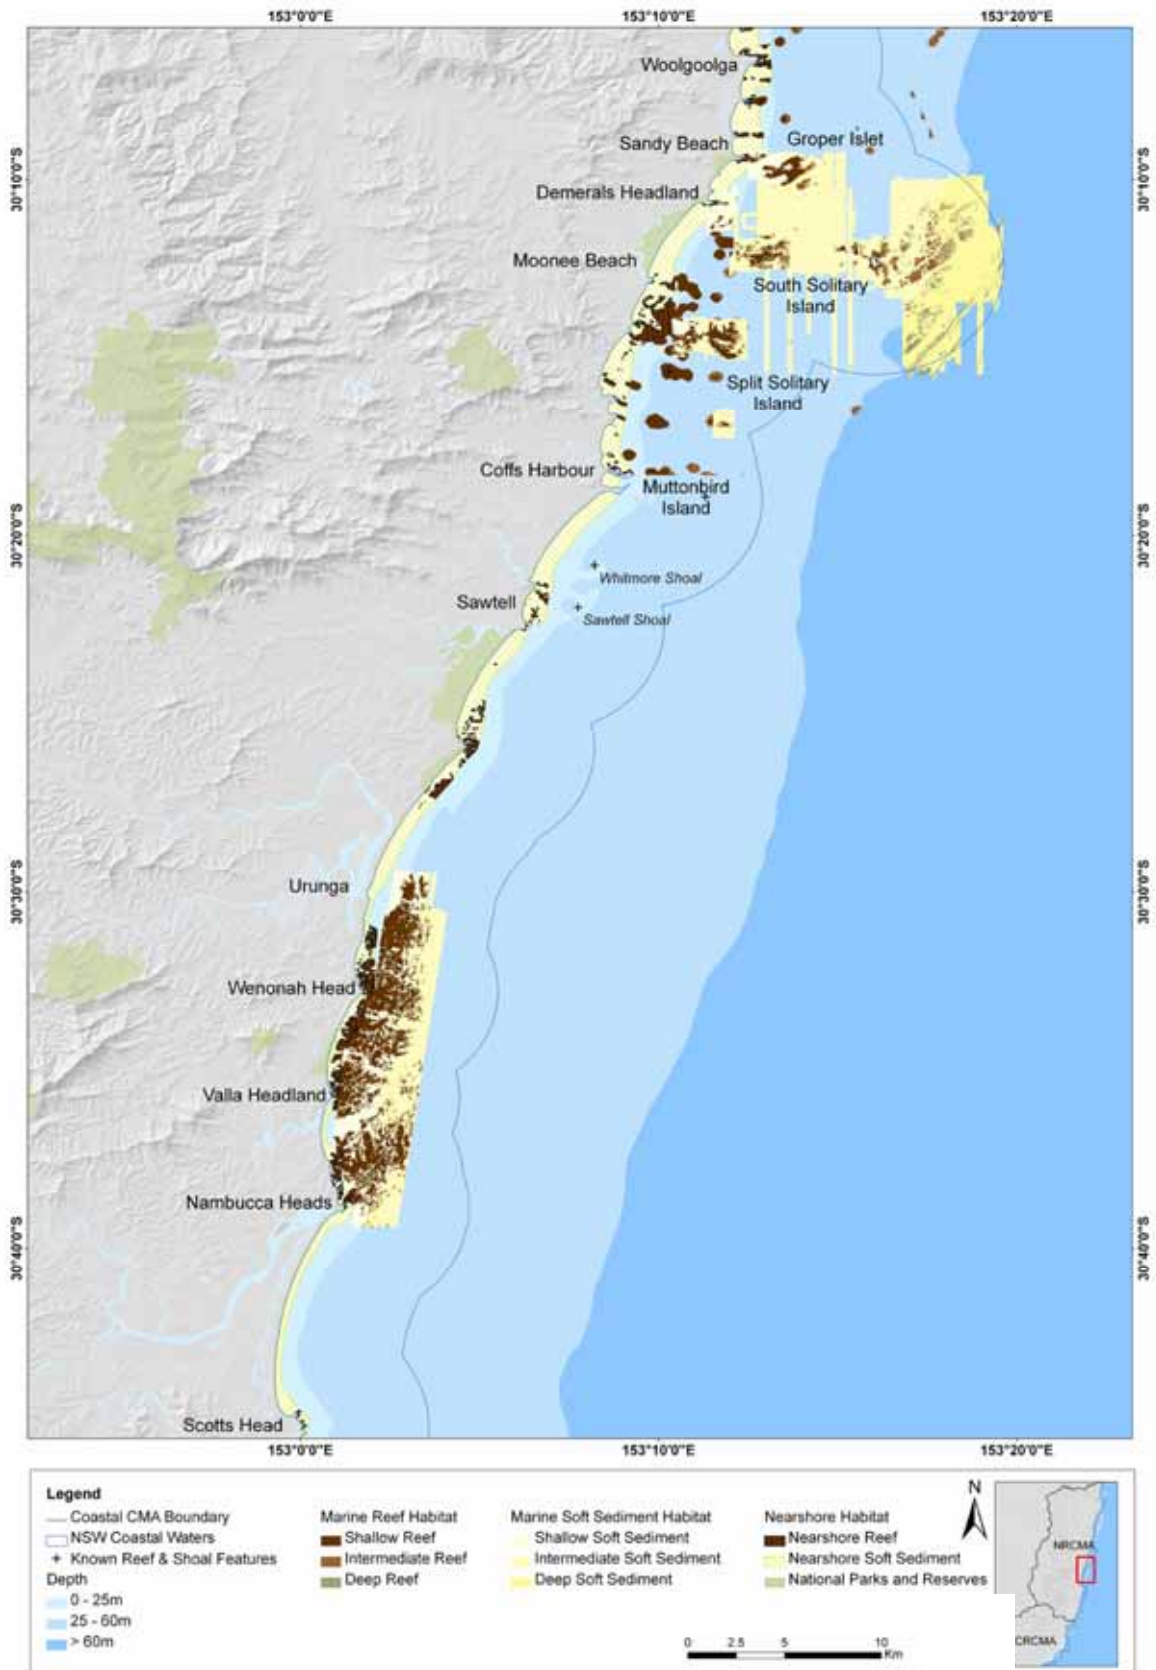 153°0'0"E
153°10'0"E
153°20'0"E
Woolgoolga
Sandy Beach
Groper Islet
30°10'0"S
30°10'0"S
Demerals Headland
Moonee Beach
South Solitary
Island
Split Solitary
Island
Coffs Harbour
Muttonbird
Island
30°20'0"S
30°20'0"S
Whitmore Shoal
Sawtell
Sawtell Shoal
Urunga
30°30'0"S
30°30'0"S
Wenonah Head
Valla Headland
Nambucca Heads
30°40'0"S
30°40'0"S
Scotts Head
153°0'0"E
153°10'0"E
153°20'0"E
Legend
Coastal CMA Boundary
NSW Coastal Waters
Known Reef & Shoal Features
Depth
0 - 25m
25 - 60m
> 60m
Marine Reef Habitat
Shallow Reef
Intermediate Reef
Deep Reef
Marine Soft Sediment Habitat
Shallow Soft Sediment
Intermediate Soft Sediment
Deep Soft Sediment
Nearshore Habitat
Nearshore Reef
Nearshore Soft Sediment
National Parks and Reserves
N
NRCMA
CRCMA
0 2.5 5 10
Km